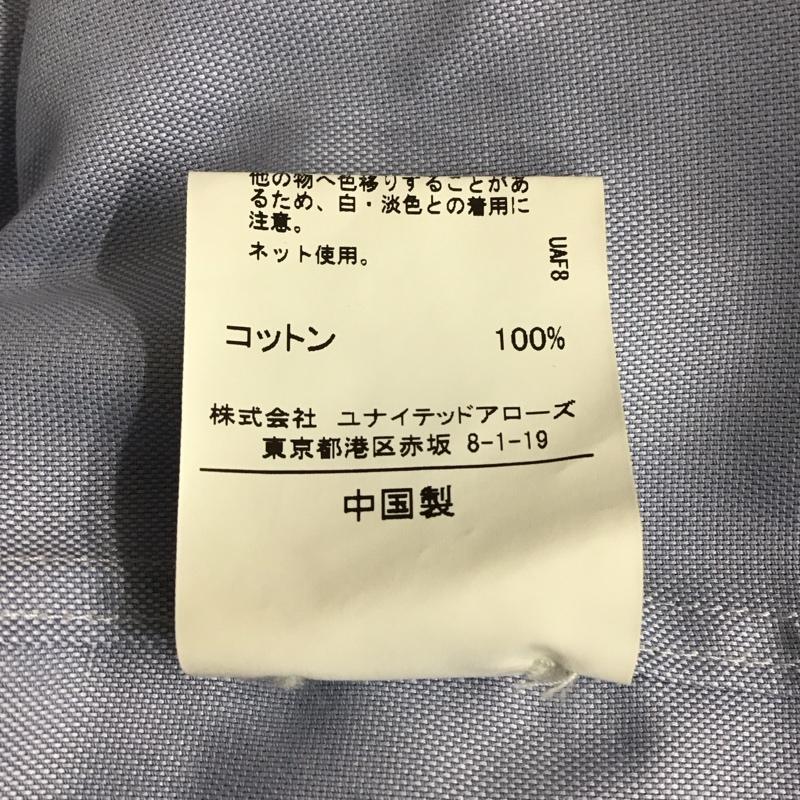 他の物へ色移りすることがあ
るため、白・淡色との着用に
注意。
ネット使用。
UAF8
コットン 100%
株式会社 ユナイテッドアローズ
東京都港区赤坂 8-1-19
中国製